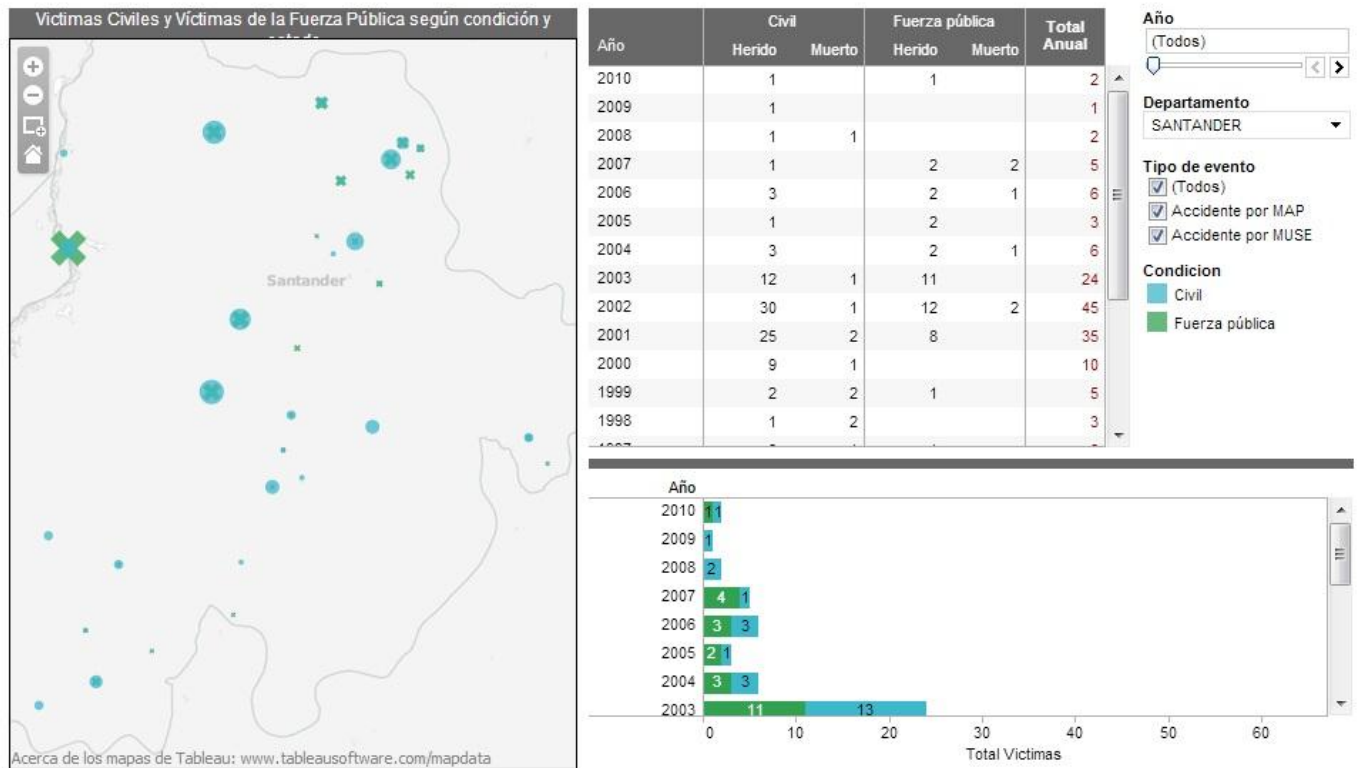 Victimas Civiles y Víctimas de la Fuerza Pública según condición y
Santander
Acerca de los mapas de Tableau: www.tableausoftware.com/mapdata
Civil Fuerza pública Total Anual
Año Herido Muerto Herido Muerto
2010 1 1 2
2009 1 1
2008 1 1 2
2007 1 2 2 5
2006 3 2 1 6
2005 1 2 3
2004 3 2 1 6
2003 12 1 11 24
2002 30 1 12 2 45
2001 25 2 8 35
2000 9 1 10
1999 2 2 1 5
1998 1 2 3
Año
(Todos)
Departamento
SANTANDER
Tipo de evento
(Todos)
Accidente por MAP
Accidente por MUSE
Condicion
Civil
Fuerza pública
Año
2010 1 1
2009 1
2008 2
2007 4 1
2006 3 3
2005 2 1
2004 3 3
2003 11 13
0 10 20 30 40 50 60
Total Victimas